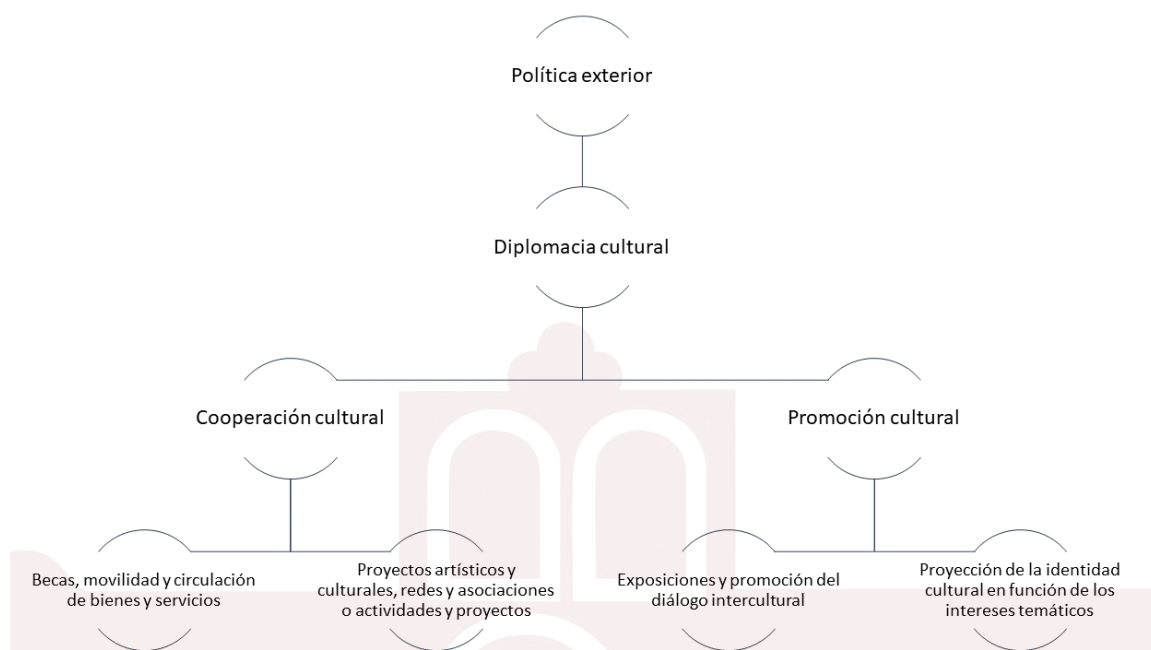 Política exterior
Diplomacia cultural
Cooperación cultural
Promoción cultural
Becas, movilidad y circulación
de bienes y servicios
Proyectos artísticos y
culturales, redes y asociaciones
o actividades y proyectos
Exposiciones y promoción del
diálogo intercultural
Proyección de la identidad
cultural en función de los
intereses temáticos